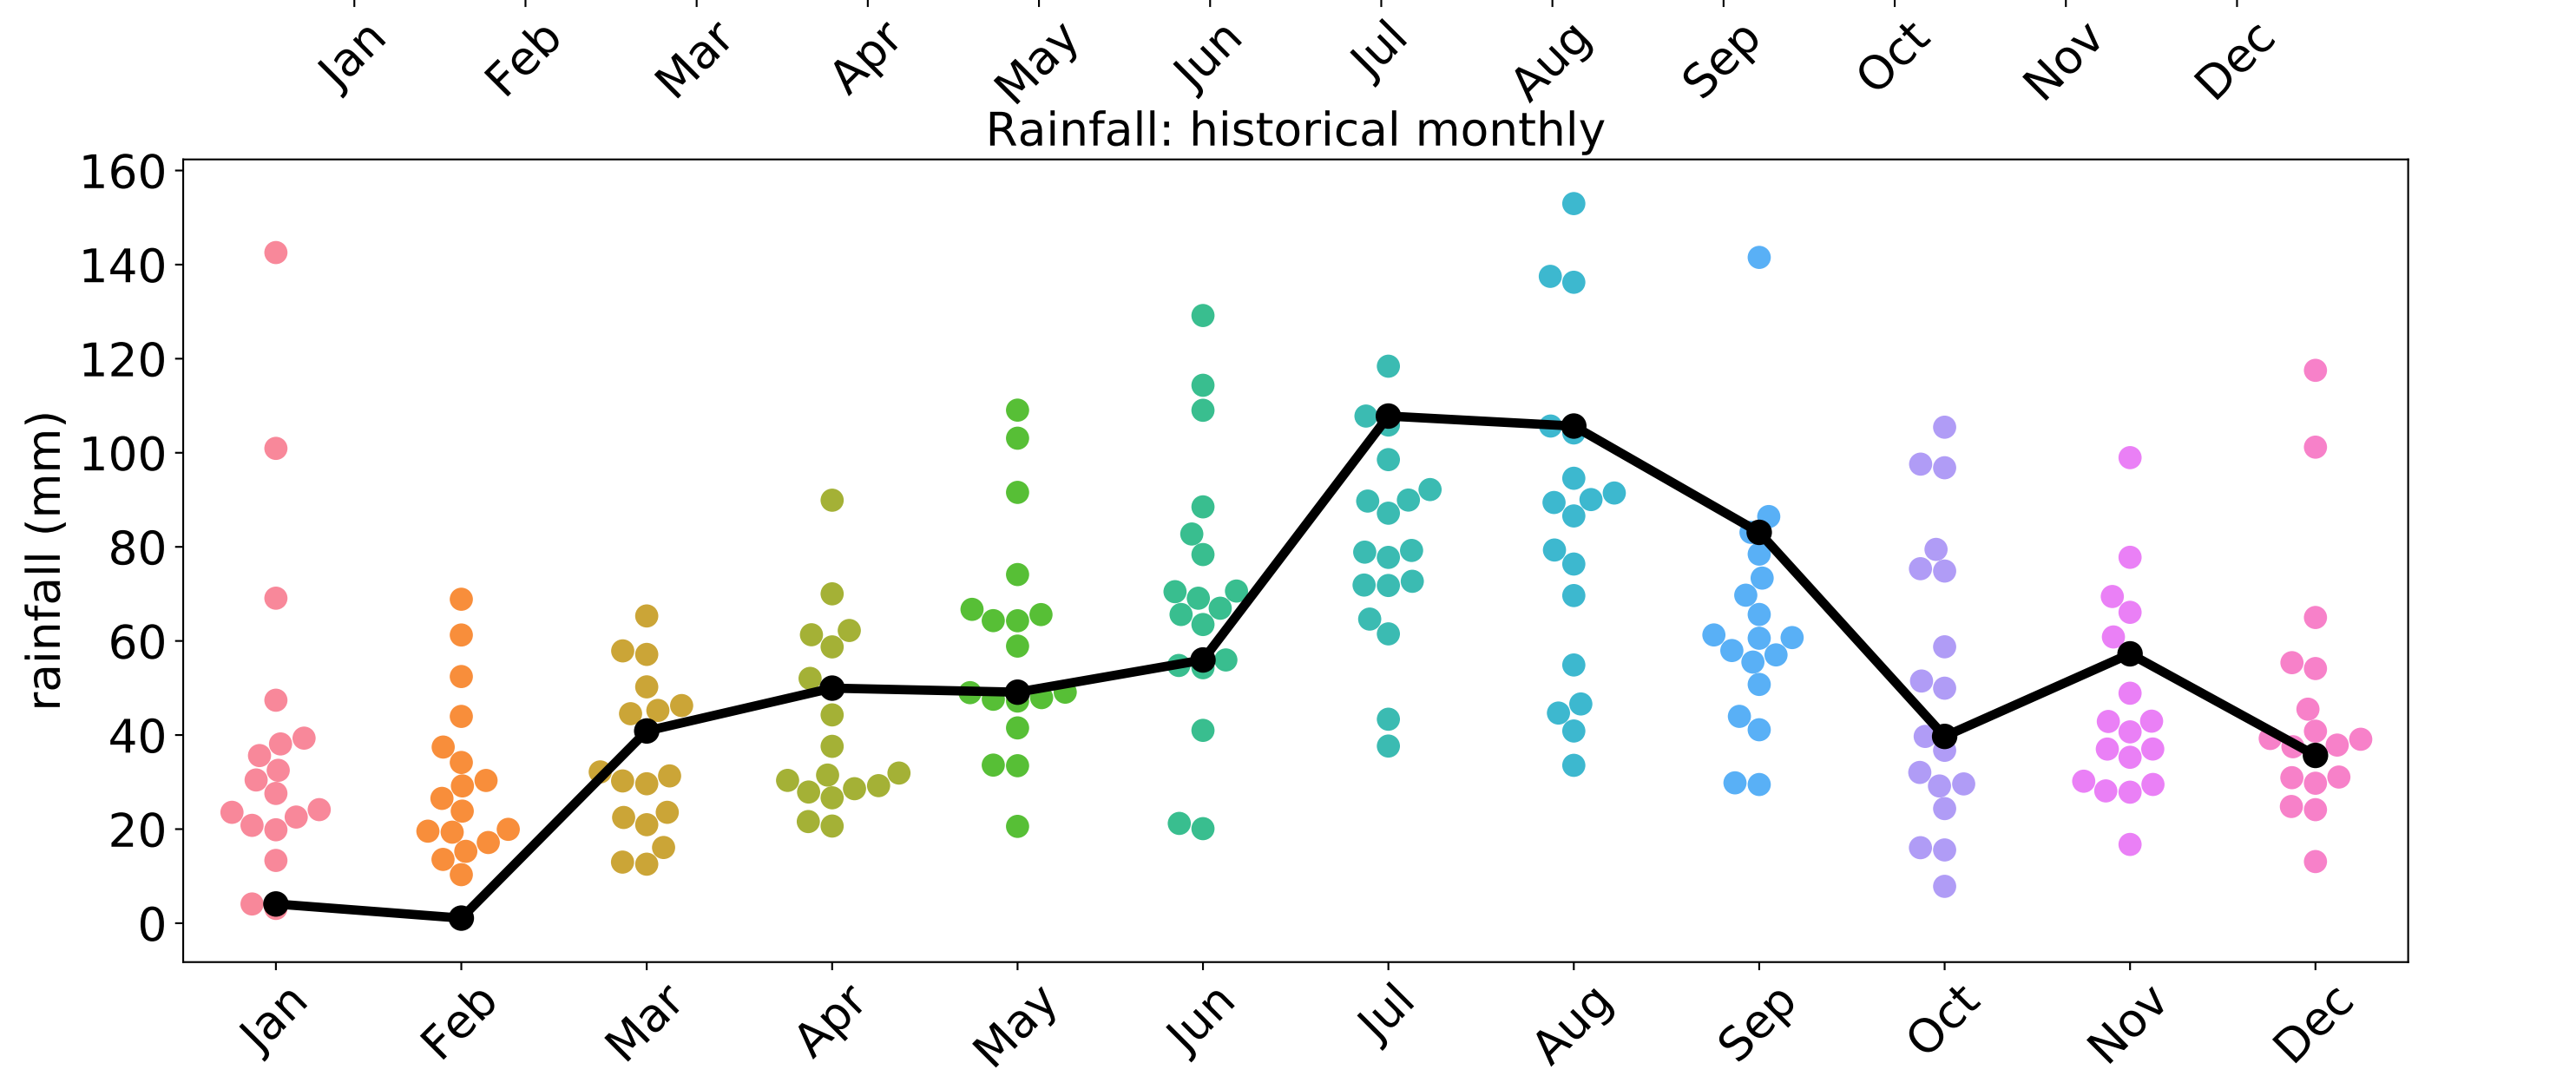 Jan Feb Mar Apr May Jun Jul Aug Sep Oct Nov Dec
Rainfall: historical monthly
160
140
120
100
80
60
40
20
0
rainfall (mm)
Jan Feb Mar Apr May Jun Jul Aug Sep Oct Nov Dec